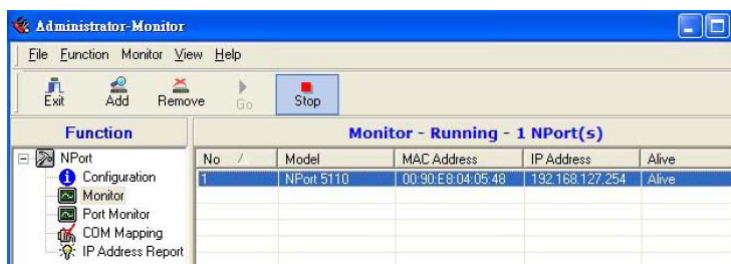 Administrator-Monitor
File Function Monitor View Help
Exit Add Remove Go Stop
Function
Monitor - Running - 1 NPort(s)
NPort
Configuration
Monitor
Port Monitor
COM Mapping
IP Address Report
No / Model MAC Address IP Address Alive
1 NPort 5110 00:90:E8:04:05:48 192.168.127.254 Alive